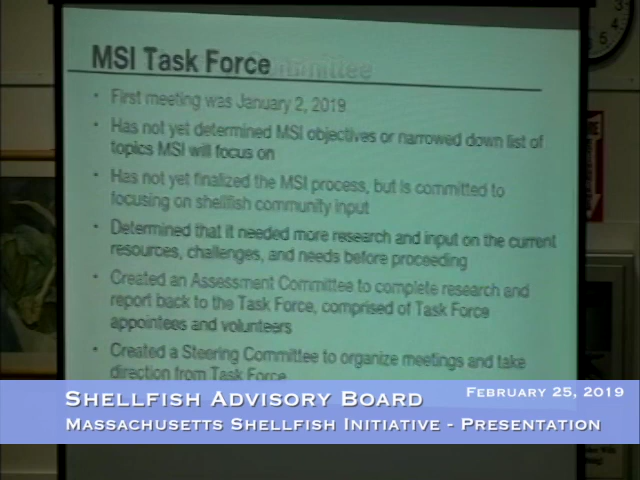 MSI Task Force
Committee
• First meeting was January 2, 2019
• Has not yet determined MSI objectives or narrowed down list of
topics MSI will focus on
• Has not yet finalized the MSI process, but is committed to
focusing on shellfish community input
• Determined that it needed more research and input on the current
resources, challenges, and needs before proceeding
• Created an Assessment Committee to complete research and
report back to the Task Force, comprised of Task Force
appointees and volunteers
• Created a Steering Committee to organize meetings and take
direction from Task Force
Shellfish Advisory Board
February 25, 2019
Massachusetts Shellfish Initiative - Presentation